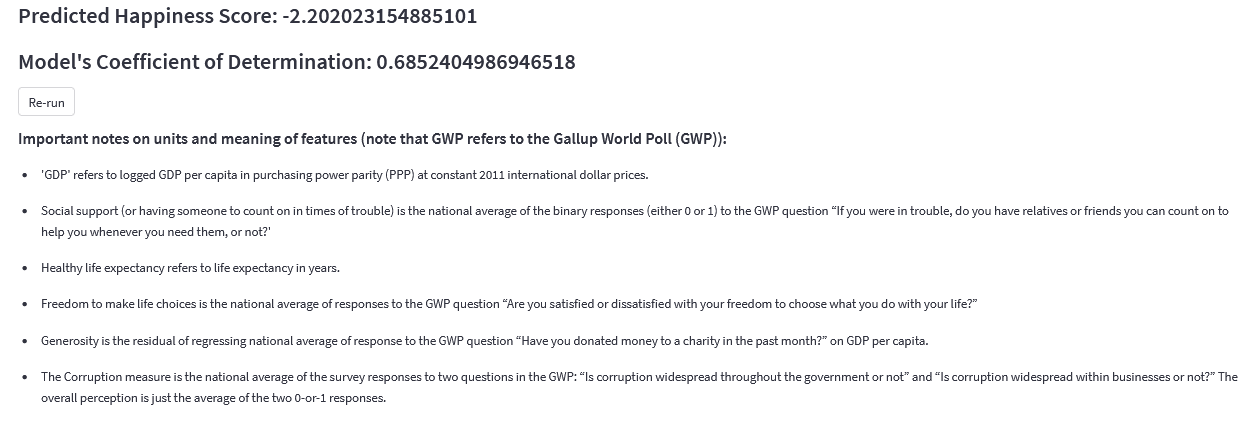 Predicted Happiness Score: -2.202023154885101
Model's Coefficient of Determination: 0.6852404986946518
Re-run
Important notes on units and meaning of features (note that GWP refers to the Gallup World Poll (GWP)):
• 'GDP' refers to logged GDP per capita in purchasing power parity (PPP) at constant 2011 international dollar prices.
• Social support (or having someone to count on in times of trouble) is the national average of the binary responses (either 0 or 1) to the GWP question “If you were in trouble, do you have relatives or friends you can count on to
help you whenever you need them, or not?'
• Healthy life expectancy refers to life expectancy in years.
• Freedom to make life choices is the national average of responses to the GWP question “Are you satisfied or dissatisfied with your freedom to choose what you do with your life?”
• Generosity is the residual of regressing national average of response to the GWP question “Have you donated money to a charity in the past month?” on GDP per capita.
• The Corruption measure is the national average of the survey responses to two questions in the GWP: “Is corruption widespread throughout the government or not” and “Is corruption widespread within businesses or not?” The
overall perception is just the average of the two 0-or-1 responses.